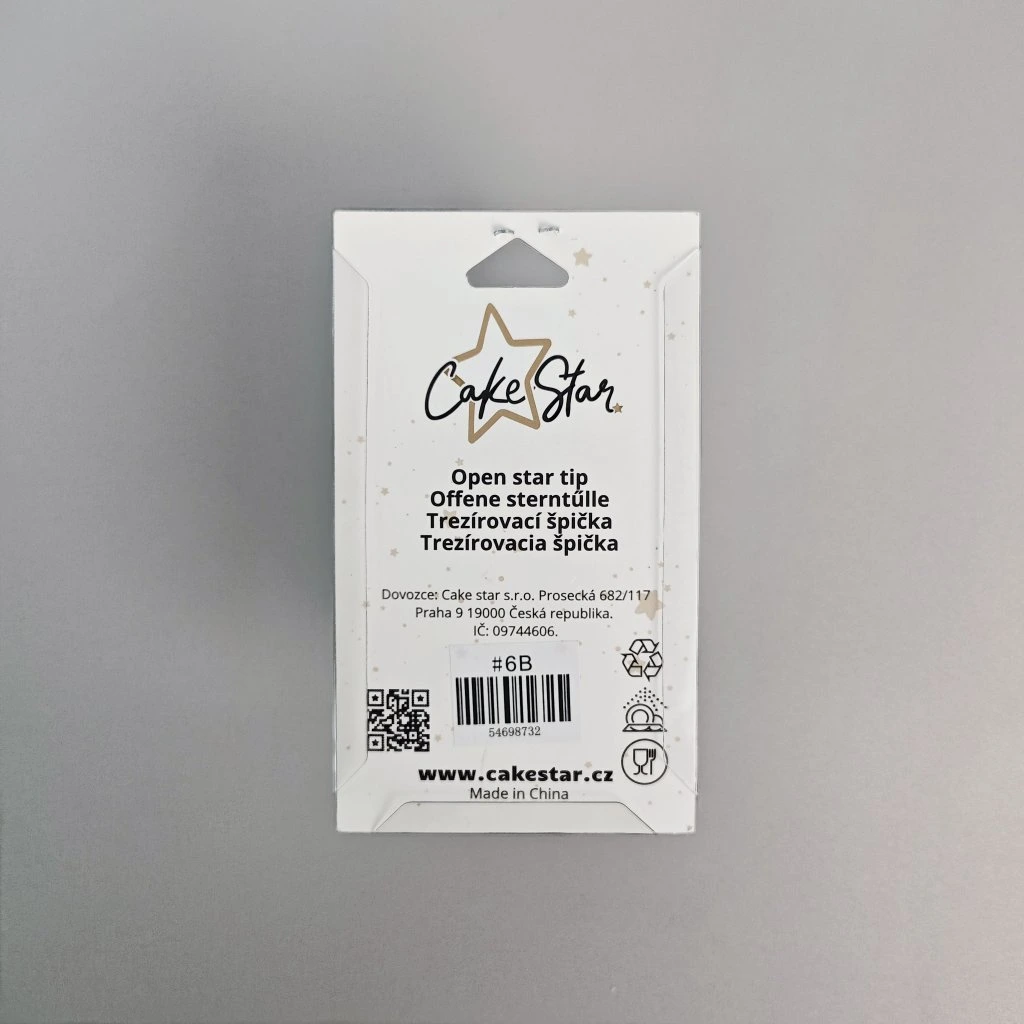 Cake Star
Open star tip
Offene sterntűlle
Trezírovací špička
Trezírovacia špička
Dovozce: Cake star s.r.o. Prosecká 682/117
Praha 9 19000 Česká republika.
IČ: 09744606.
#6B
54698732
www.cakestar.cz
Made in China